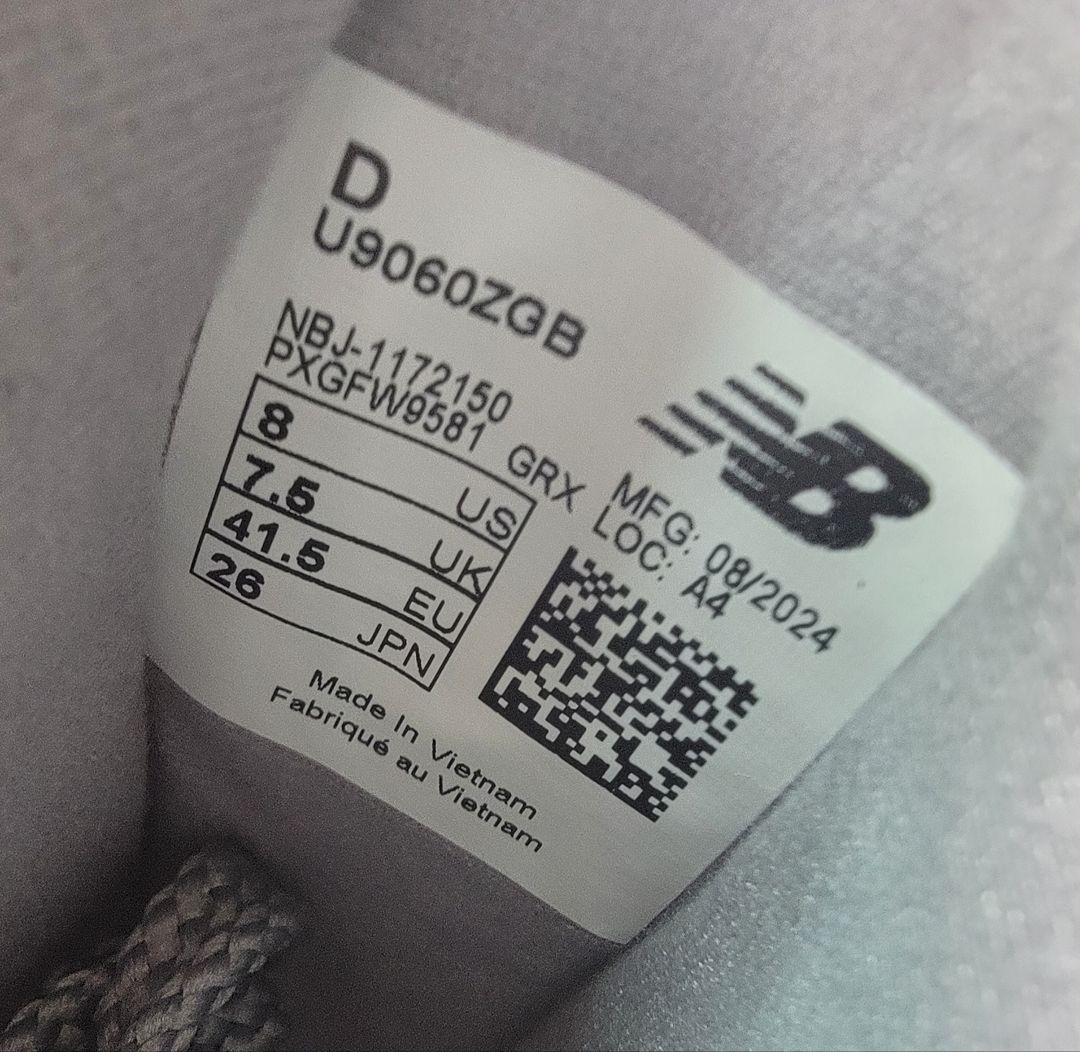 D
U9060ZGB
NBJ-1172150
PXGFW9581 GRX
8 US
7.5 UK
41.5 EU
26 JPN
NB
MFG: 08/2024
LOC: A4
Made In Vietnam
Fabriqué au Vietnam